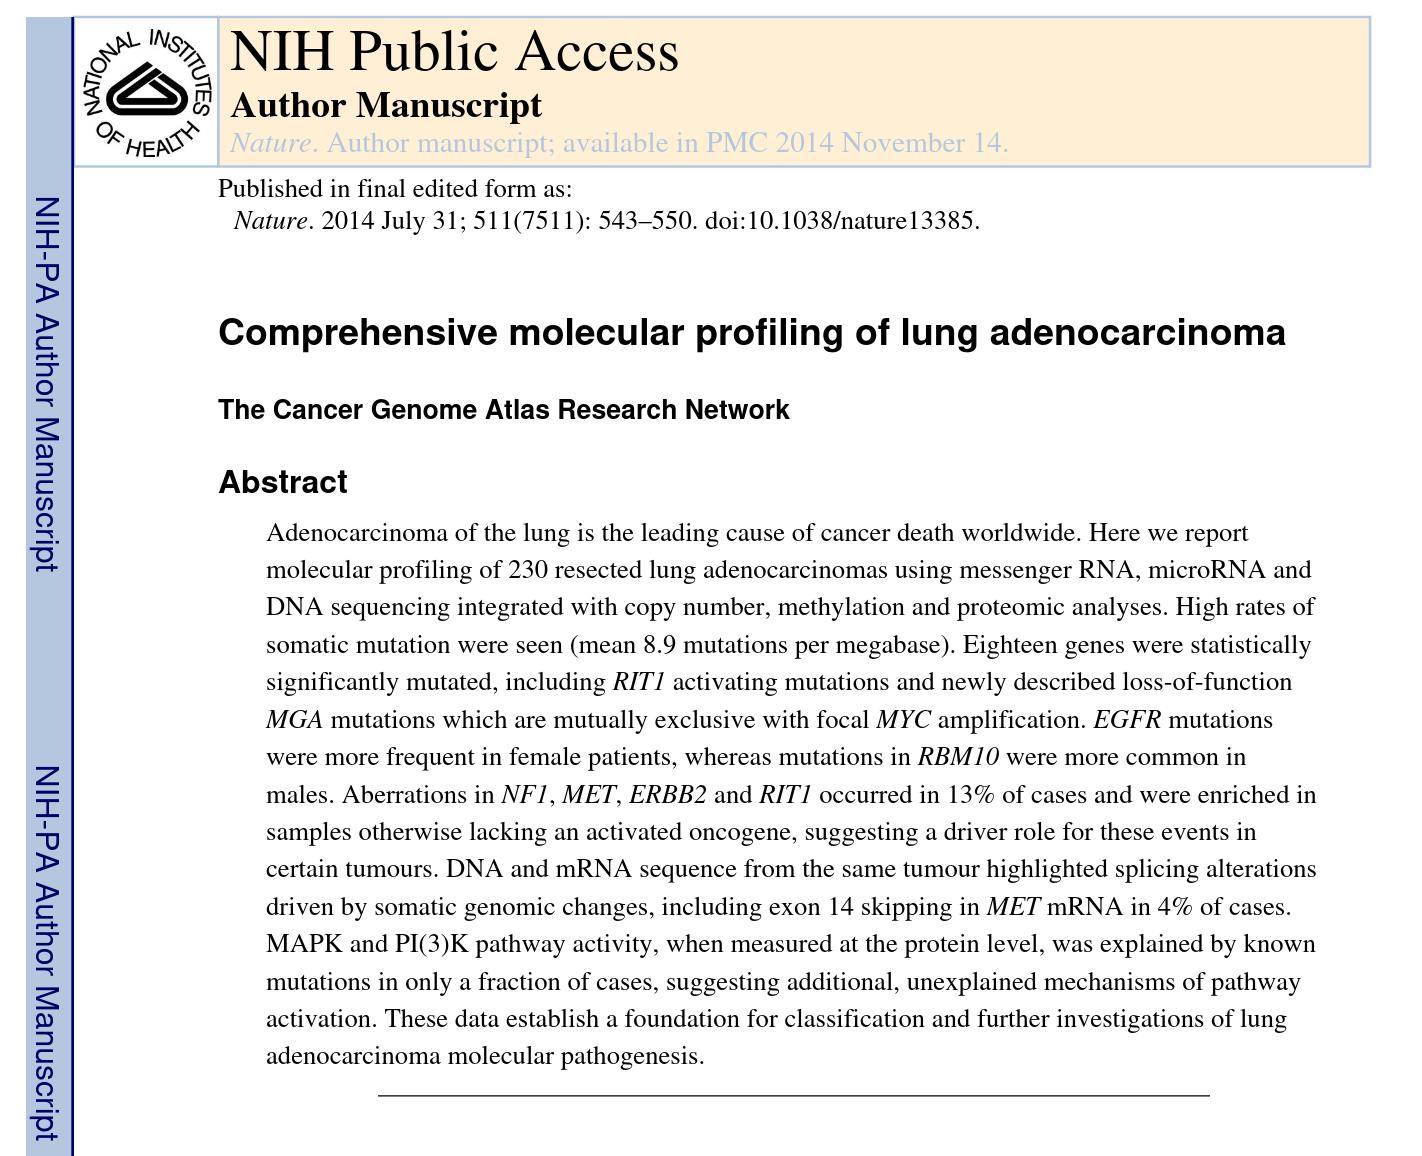 NATIONAL INSTITUTES
OF HEALTH
NIH Public Access
Author Manuscript
Nature. Author manuscript; available in PMC 2014 November 14.
Published in final edited form as:
Nature. 2014 July 31; 511(7511): 543–550. doi:10.1038/nature13385.
Comprehensive molecular profiling of lung adenocarcinoma
The Cancer Genome Atlas Research Network
Abstract
Adenocarcinoma of the lung is the leading cause of cancer death worldwide. Here we report
molecular profiling of 230 resected lung adenocarcinomas using messenger RNA, microRNA and
DNA sequencing integrated with copy number, methylation and proteomic analyses. High rates of
somatic mutation were seen (mean 8.9 mutations per megabase). Eighteen genes were statistically
significantly mutated, including RIT1 activating mutations and newly described loss-of-function
MGA mutations which are mutually exclusive with focal MYC amplification. EGFR mutations
were more frequent in female patients, whereas mutations in RBM10 were more common in
males. Aberrations in NF1, MET, ERBB2 and RIT1 occurred in 13% of cases and were enriched in
samples otherwise lacking an activated oncogene, suggesting a driver role for these events in
certain tumours. DNA and mRNA sequence from the same tumour highlighted splicing alterations
driven by somatic genomic changes, including exon 14 skipping in MET mRNA in 4% of cases.
MAPK and PI(3)K pathway activity, when measured at the protein level, was explained by known
mutations in only a fraction of cases, suggesting additional, unexplained mechanisms of pathway
activation. These data establish a foundation for classification and further investigations of lung
adenocarcinoma molecular pathogenesis.
NIH-PA Author Manuscript
NIH-PA Author Manuscript